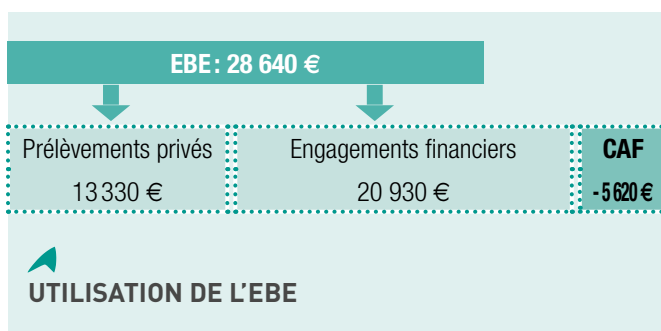 EBE : 28 640 €
Prélèvements privés
13 330 €
Engagements financiers
20 930 €
CAF
- 5 620 €
UTILISATION DE L'EBE